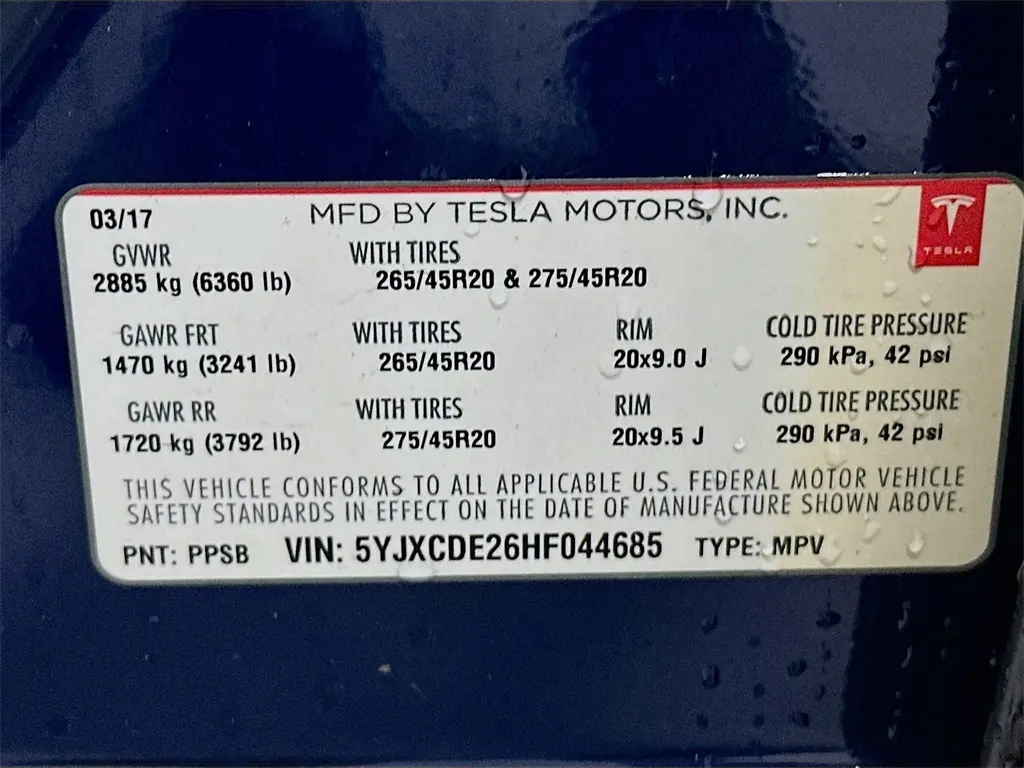 03/17 MFD BY TESLA MOTORS, INC.
TESLA
GVWR WITH TIRES
2885 kg (6360 lb) 265/45R20 & 275/45R20
GAWR FRT WITH TIRES RIM COLD TIRE PRESSURE
1470 kg (3241 lb) 265/45R20 20x9.0 J 290 kPa, 42 psi
GAWR RR WITH TIRES RIM COLD TIRE PRESSURE
1720 kg (3792 lb) 275/45R20 20x9.5 J 290 kPa, 42 psi
THIS VEHICLE CONFORMS TO ALL APPLICABLE U.S. FEDERAL MOTOR VEHICLE
SAFETY STANDARDS IN EFFECT ON THE DATE OF MANUFACTURE SHOWN ABOVE.
PNT: PPSB VIN: 5YJXCDE26HF044685 TYPE: MPV